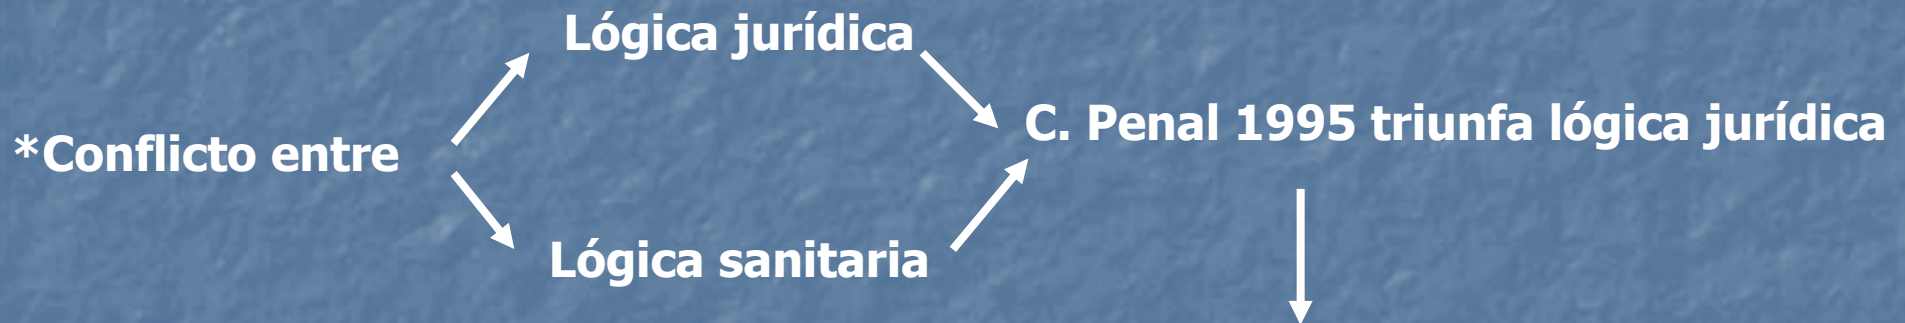 Lógica jurídica
C. Penal 1995 triunfa lógica jurídica
*Conflicto entre
Lógica sanitaria